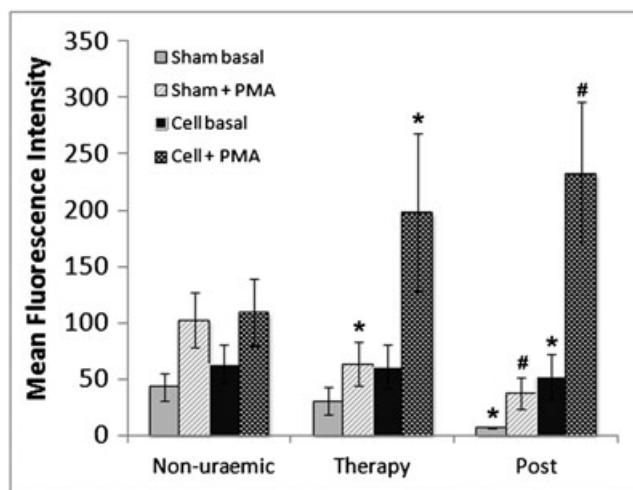 Mean Fluorescence Intensity
350
300
250
200
150
100
50
0
Sham basal
Sham + PMA
Cell basal
Cell + PMA
*
*
*
#
*
#
Non-uraemic
Therapy
Post